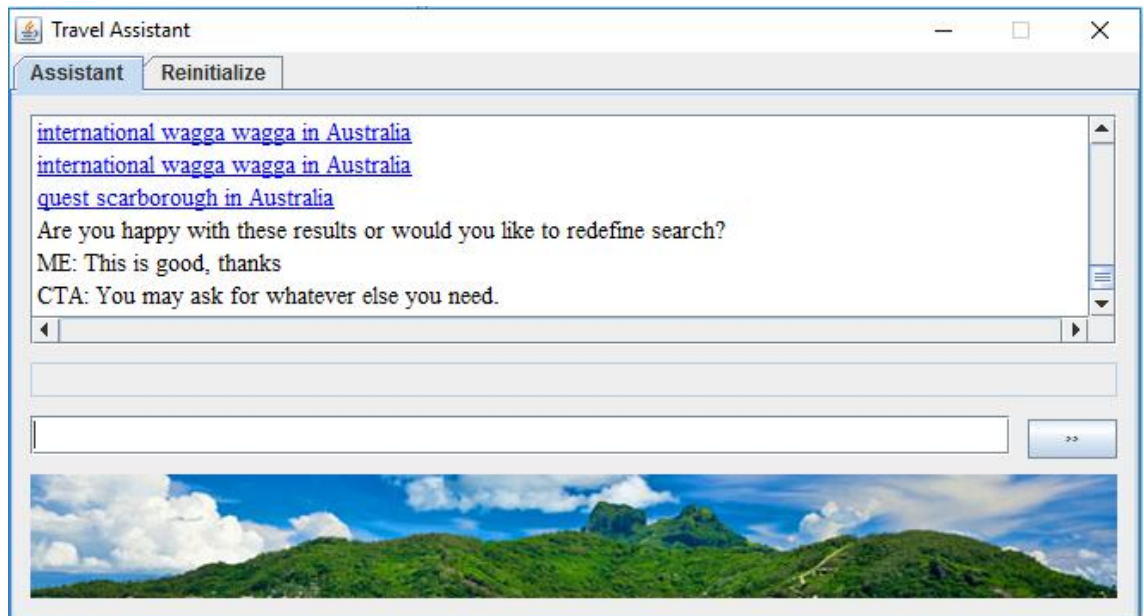 Travel Assistant
Assistant Reinitialize
international wagga wagga in Australia
international wagga wagga in Australia
quest scarborough in Australia
Are you happy with these results or would you like to redefine search?
ME: This is good, thanks
CTA: You may ask for whatever else you need.
>>